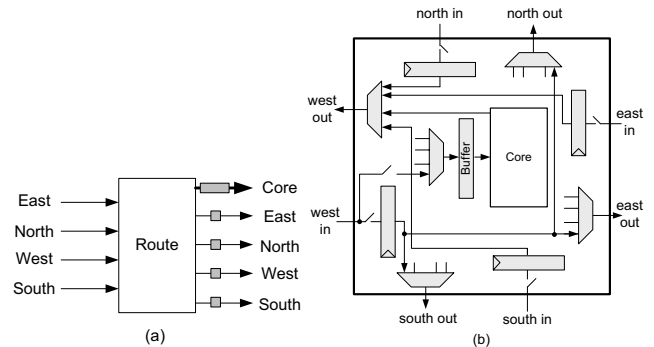 East
North
West
South
Route
Core
East
North
West
South
(a)
north in
north out
west
out
east
in
Buffer
Core
west
in
east
out
south out
south in
(b)